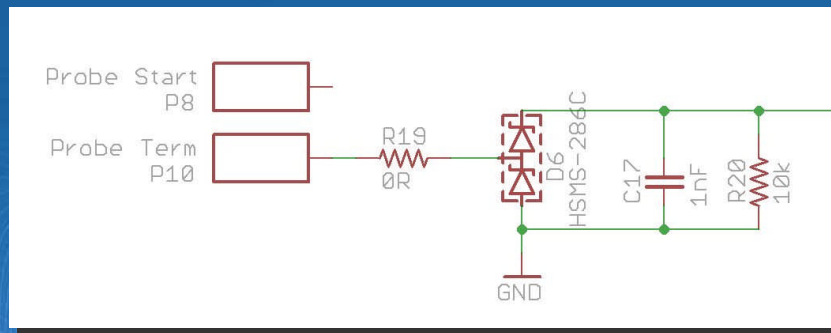 Probe Start
P8
Probe Term
P10
R19
0R
D6
HSMS-286C
C17
1nF
R20
10k
GND